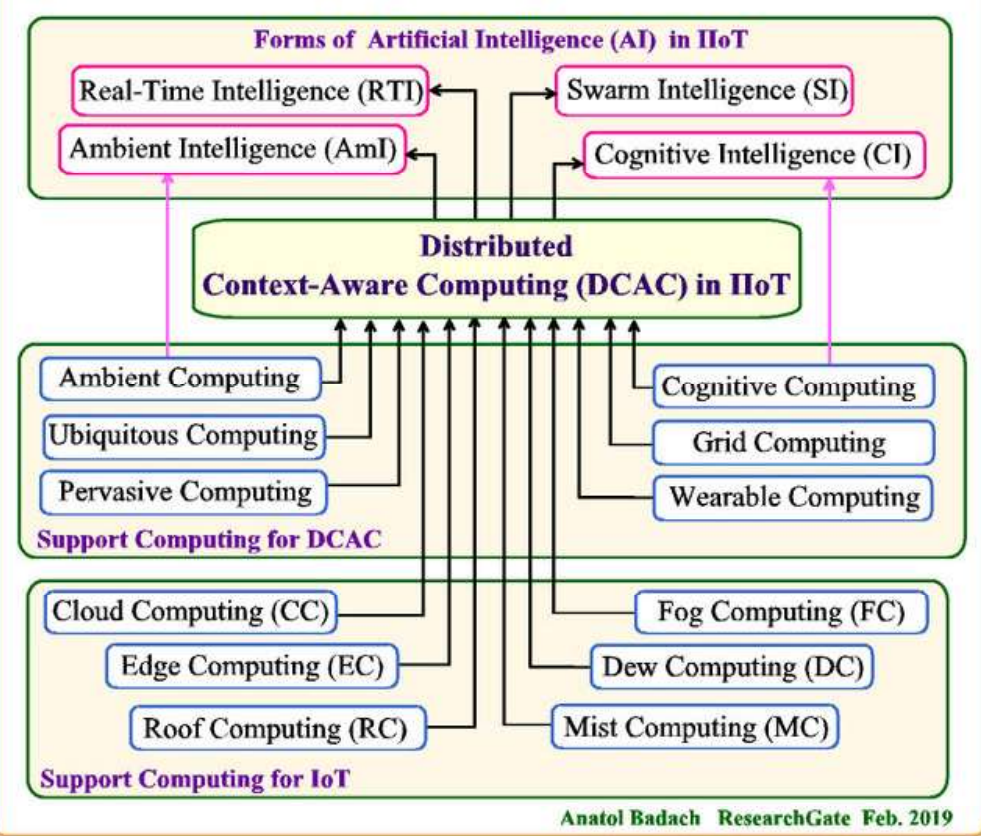 Forms of Artificial Intelligence (AI) in IIoT
Real-Time Intelligence (RTI)
Swarm Intelligence (SI)
Ambient Intelligence (AmI)
Cognitive Intelligence (CI)
Distributed
Context-Aware Computing (DCAC) in IIoT
Ambient Computing
Cognitive Computing
Ubiquitous Computing
Grid Computing
Pervasive Computing
Wearable Computing
Support Computing for DCAC
Cloud Computing (CC)
Fog Computing (FC)
Edge Computing (EC)
Dew Computing (DC)
Roof Computing (RC)
Mist Computing (MC)
Support Computing for IoT
Anatol Badach ResearchGate Feb. 2019